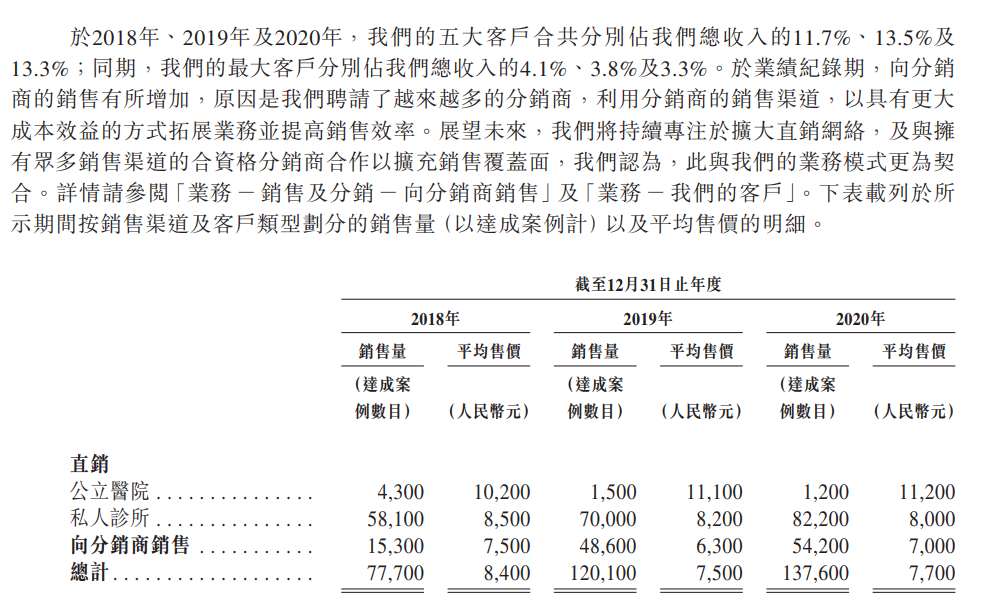 於2018年、2019年及2020年，我們的五大客戶合共分別佔我們總收入的11.7%、13.5%及
13.3%；同期，我們的最大客戶分別佔我們總收入的4.1%、3.8%及3.3%。於業績紀錄期，向分銷
商的銷售有所增加，原因是我們聘請了越來越多的分銷商，利用分銷商的銷售渠道，以具有更大
成本效益的方式拓展業務並提高銷售效率。展望未來，我們將持續專注於擴大直銷網絡，及與擁
有眾多銷售渠道的合資格分銷商合作以擴充銷售覆蓋面，我們認為，此與我們的業務模式更為契
合。詳情請參閱「業務－銷售及分銷－向分銷商銷售」及「業務－我們的客戶」。下表載列於所
示期間按銷售渠道及客戶類型劃分的銷售量（以達成案例計）以及平均售價的明細。
截至12月31日止年度
2018年 2019年 2020年
銷售量 平均售價 銷售量 平均售價 銷售量 平均售價
（達成案 （達成案 （達成案
例數目） （人民幣元） 例數目） （人民幣元） 例數目） （人民幣元）
直銷
公立醫院 ............... 4,300 10,200 1,500 11,100 1,200 11,200
私人診所 ............... 58,100 8,500 70,000 8,200 82,200 8,000
向分銷商銷售 ........... 15,300 7,500 48,600 6,300 54,200 7,000
總計 ................... 77,700 8,400 120,100 7,500 137,600 7,700